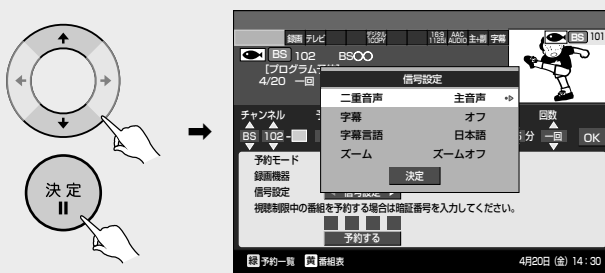 決定
録画 テレビ デジタル 1COPY 16:9 1125i AAC AUDIO 主+副 字幕
BS 101
BS 102 BS〇〇
[プログラム
4/20 一回
信号設定
二重音声 主音声
字幕 オフ
字幕言語 日本語
ズーム ズームオフ
決定
チャンネル 回数
BS 102 - 分 一回 OK
予約モード
録画機器
信号設定 信号設定
視聴制限中の番組を予約する場合は暗証番号を入力してください。
予約する
緑 予約一覧 黄 番組表 4月20日 (金) 14:30